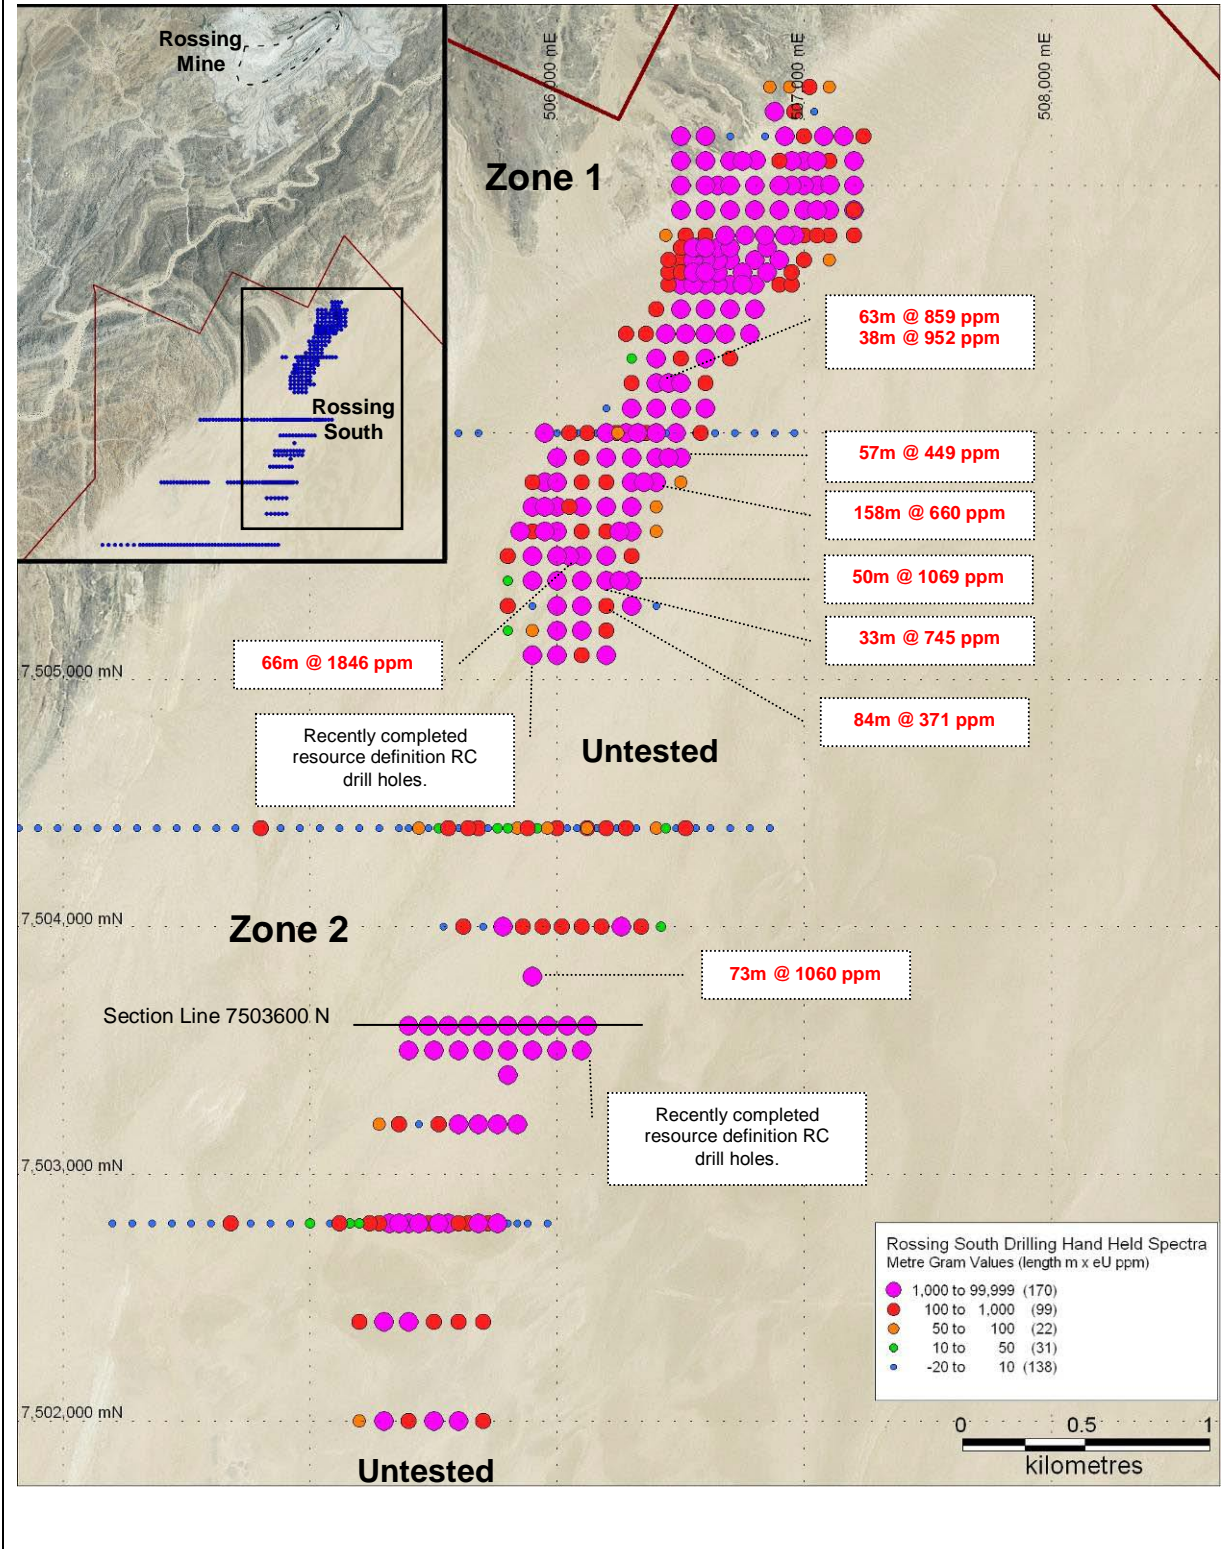 Rossing
Mine
Rossing
South
506,000 mE
507,000 mE
508,000 mE
Zone 1
63m @ 859 ppm
38m @ 952 ppm
57m @ 449 ppm
158m @ 660 ppm
50m @ 1069 ppm
33m @ 745 ppm
66m @ 1846 ppm
7,505,000 mN
84m @ 371 ppm
Recently completed
resource definition RC
drill holes.
Untested
7,504,000 mN
Zone 2
73m @ 1060 ppm
Section Line 7503600 N
Recently completed
resource definition RC
drill holes.
7,503,000 mN
Rossing South Drilling Hand Held Spectra
Metre Gram Values (length m x eU ppm)
1,000 to 99,999 (170)
100 to 1,000 (99)
50 to 100 (22)
10 to 50 (31)
-20 to 10 (138)
7,502,000 mN
0 0.5 1
kilometres
Untested